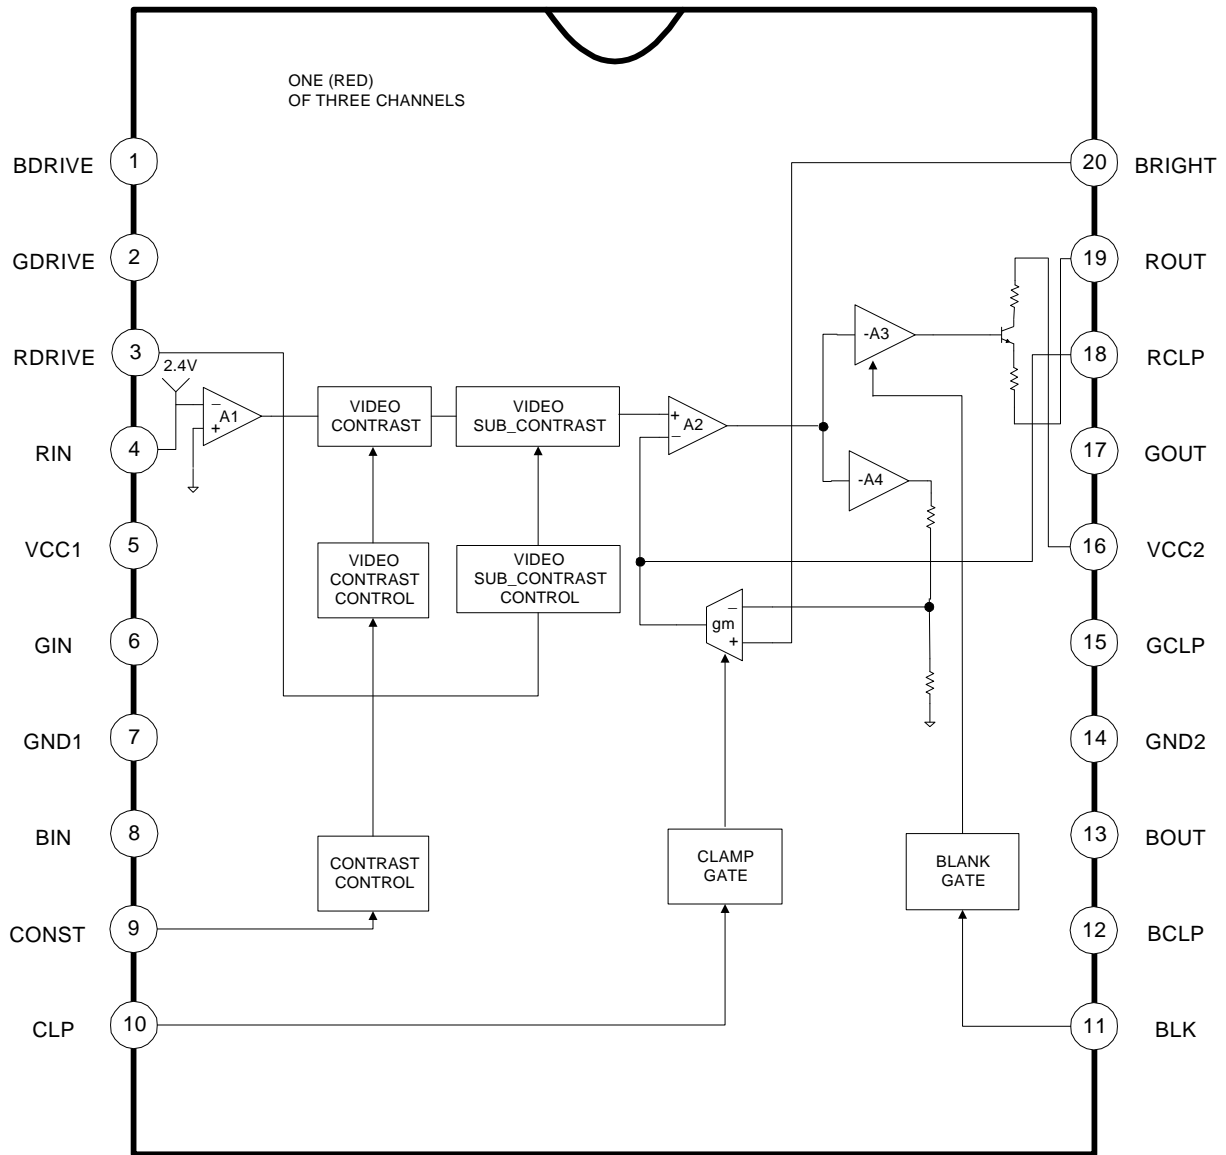 ONE (RED)
OF THREE CHANNELS
BDRIVE
1
GDRIVE
2
RDRIVE
3
RIN
4
VCC1
5
GIN
6
GND1
7
BIN
8
CONST
9
CLP
10
20
BRIGHT
19
ROUT
18
RCLP
17
GOUT
16
VCC2
15
GCLP
14
GND2
13
BOUT
12
BCLP
11
BLK
2.4V
−
+
A1
VIDEO
CONTRAST
VIDEO
SUB_CONTRAST
+
−
A2
-A3
-A4
VIDEO
CONTRAST
CONTROL
VIDEO
SUB_CONTRAST
CONTROL
gm
−
+
CONTRAST
CONTROL
CLAMP
GATE
BLANK
GATE